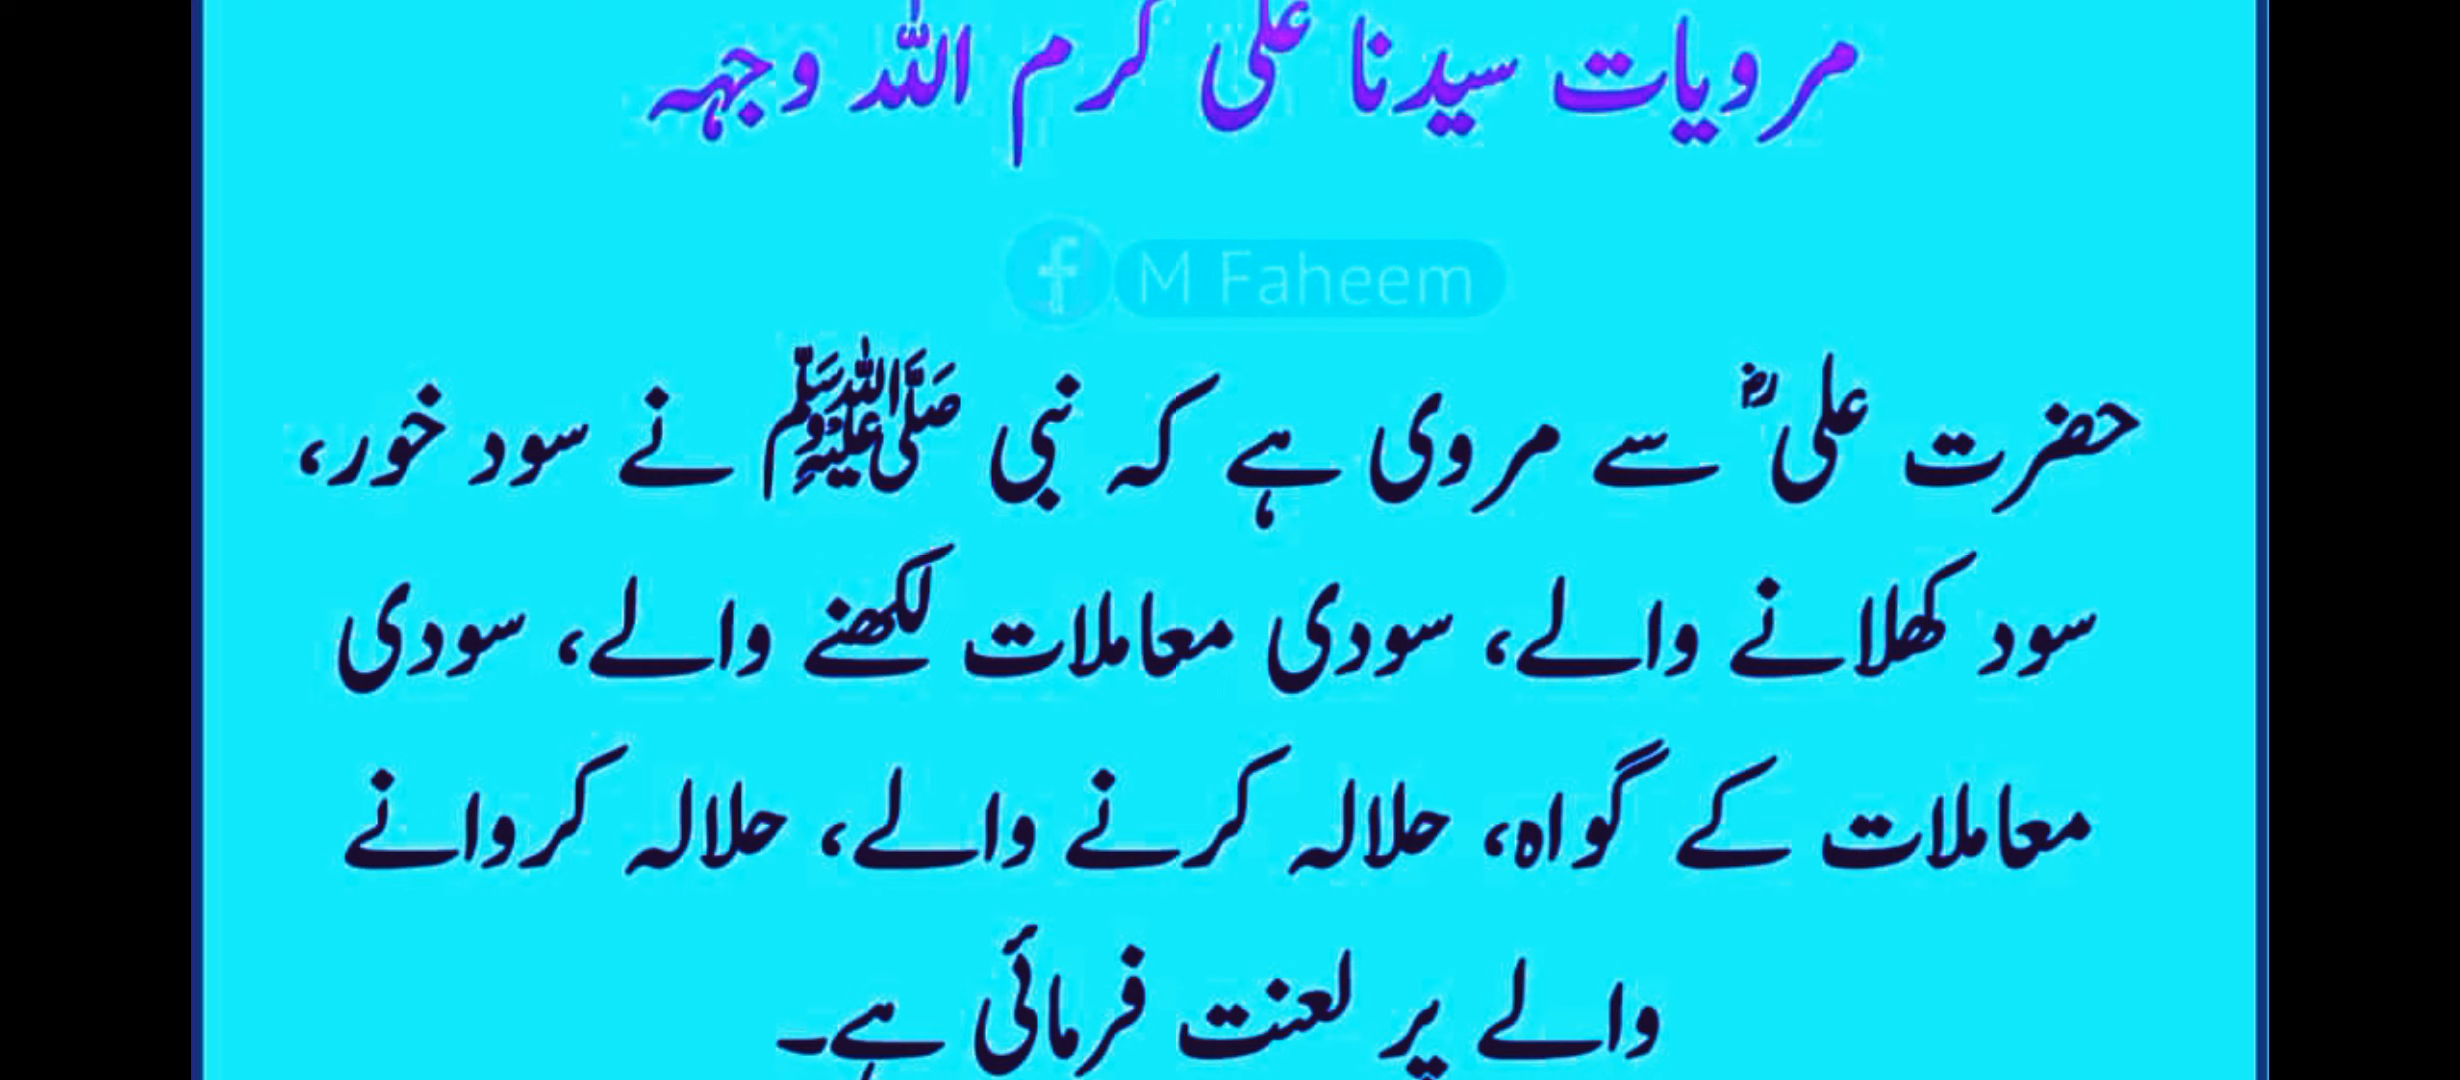 مرویات سیدنا علی کرم اللہ وجہہ
M Faheem
حضرت علیؓ سے مروی ہے کہ نبی ﷺ نے سود خور،
سود کھلانے والے، سودی معاملات لکھنے والے، سودی
معاملات کے گواہ، حلالہ کرنے والے، حلالہ کروانے
والے پر لعنت فرمائی ہے۔